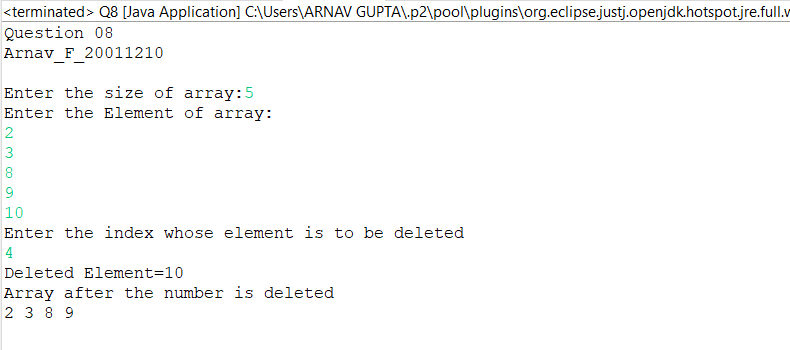 <terminated> Q8 [Java Application] C:\Users\ARNAV GUPTA\.p2\pool\plugins\org.eclipse.justj.openjdk.hotspot.jre.full.w
Question 08
Arnav_F_20011210
Enter the size of array:5
Enter the Element of array:
2
3
8
9
10
Enter the index whose element is to be deleted
4
Deleted Element=10
Array after the number is deleted
2 3 8 9